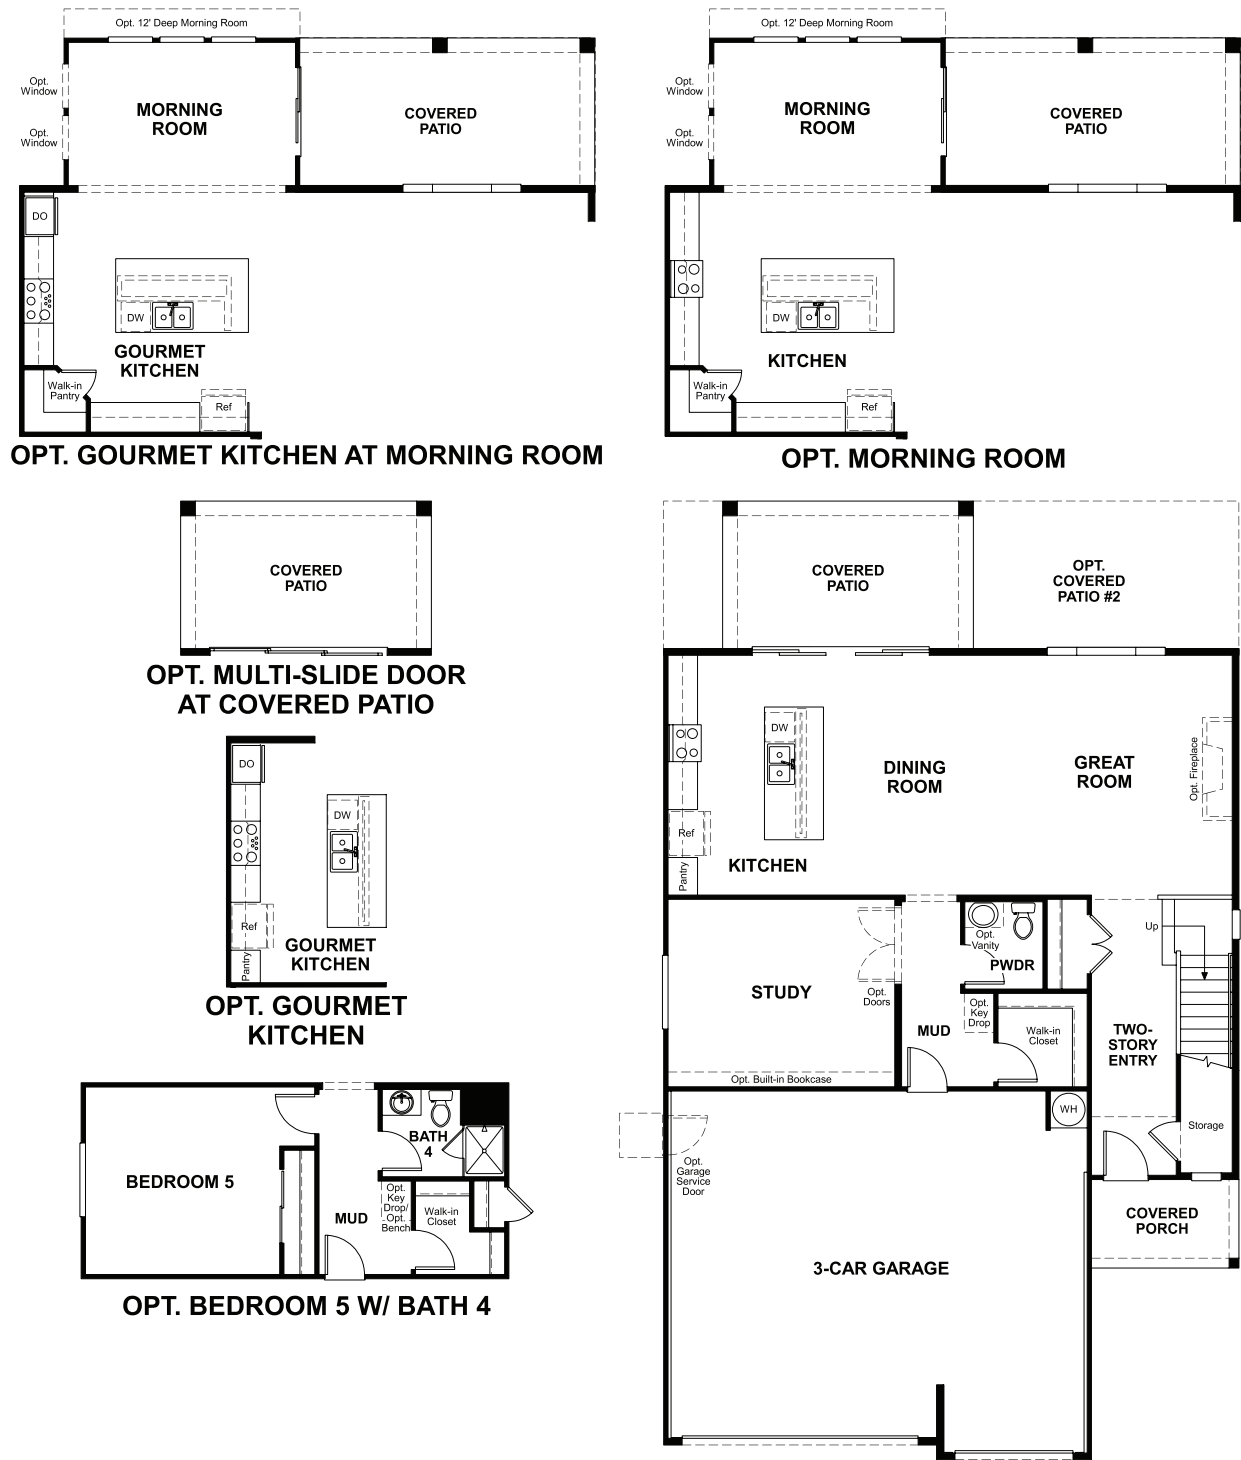 Opt. 12' Deep Morning Room
Opt.
Window
Opt.
Window
MORNING
ROOM
COVERED
PATIO
DO
DW
GOURMET
KITCHEN
Walk-in
Pantry
Ref
OPT. GOURMET KITCHEN AT MORNING ROOM
Opt. 12' Deep Morning Room
Opt.
Window
Opt.
Window
MORNING
ROOM
COVERED
PATIO
DW
KITCHEN
Walk-in
Pantry
Ref
OPT. MORNING ROOM
COVERED
PATIO
OPT. MULTI-SLIDE DOOR
AT COVERED PATIO
DO
DW
Ref
Pantry
GOURMET
KITCHEN
OPT. GOURMET
KITCHEN
BEDROOM 5
BATH
4
MUD
Opt.
Key
Drop/
Opt.
Bench
Walk-in
Closet
OPT. BEDROOM 5 W/ BATH 4
COVERED
PATIO
OPT.
COVERED
PATIO #2
DW
DINING
ROOM
GREAT
ROOM
Opt. Fireplace
Ref
Pantry
KITCHEN
Opt.
Vanity
PWDR
Up
STUDY
Opt.
Doors
MUD
Opt.
Key
Drop
Walk-in
Closet
TWO-
STORY
ENTRY
Opt. Built-in Bookcase
WH
Storage
Opt.
Garage
Service
Door
COVERED
PORCH
3-CAR GARAGE